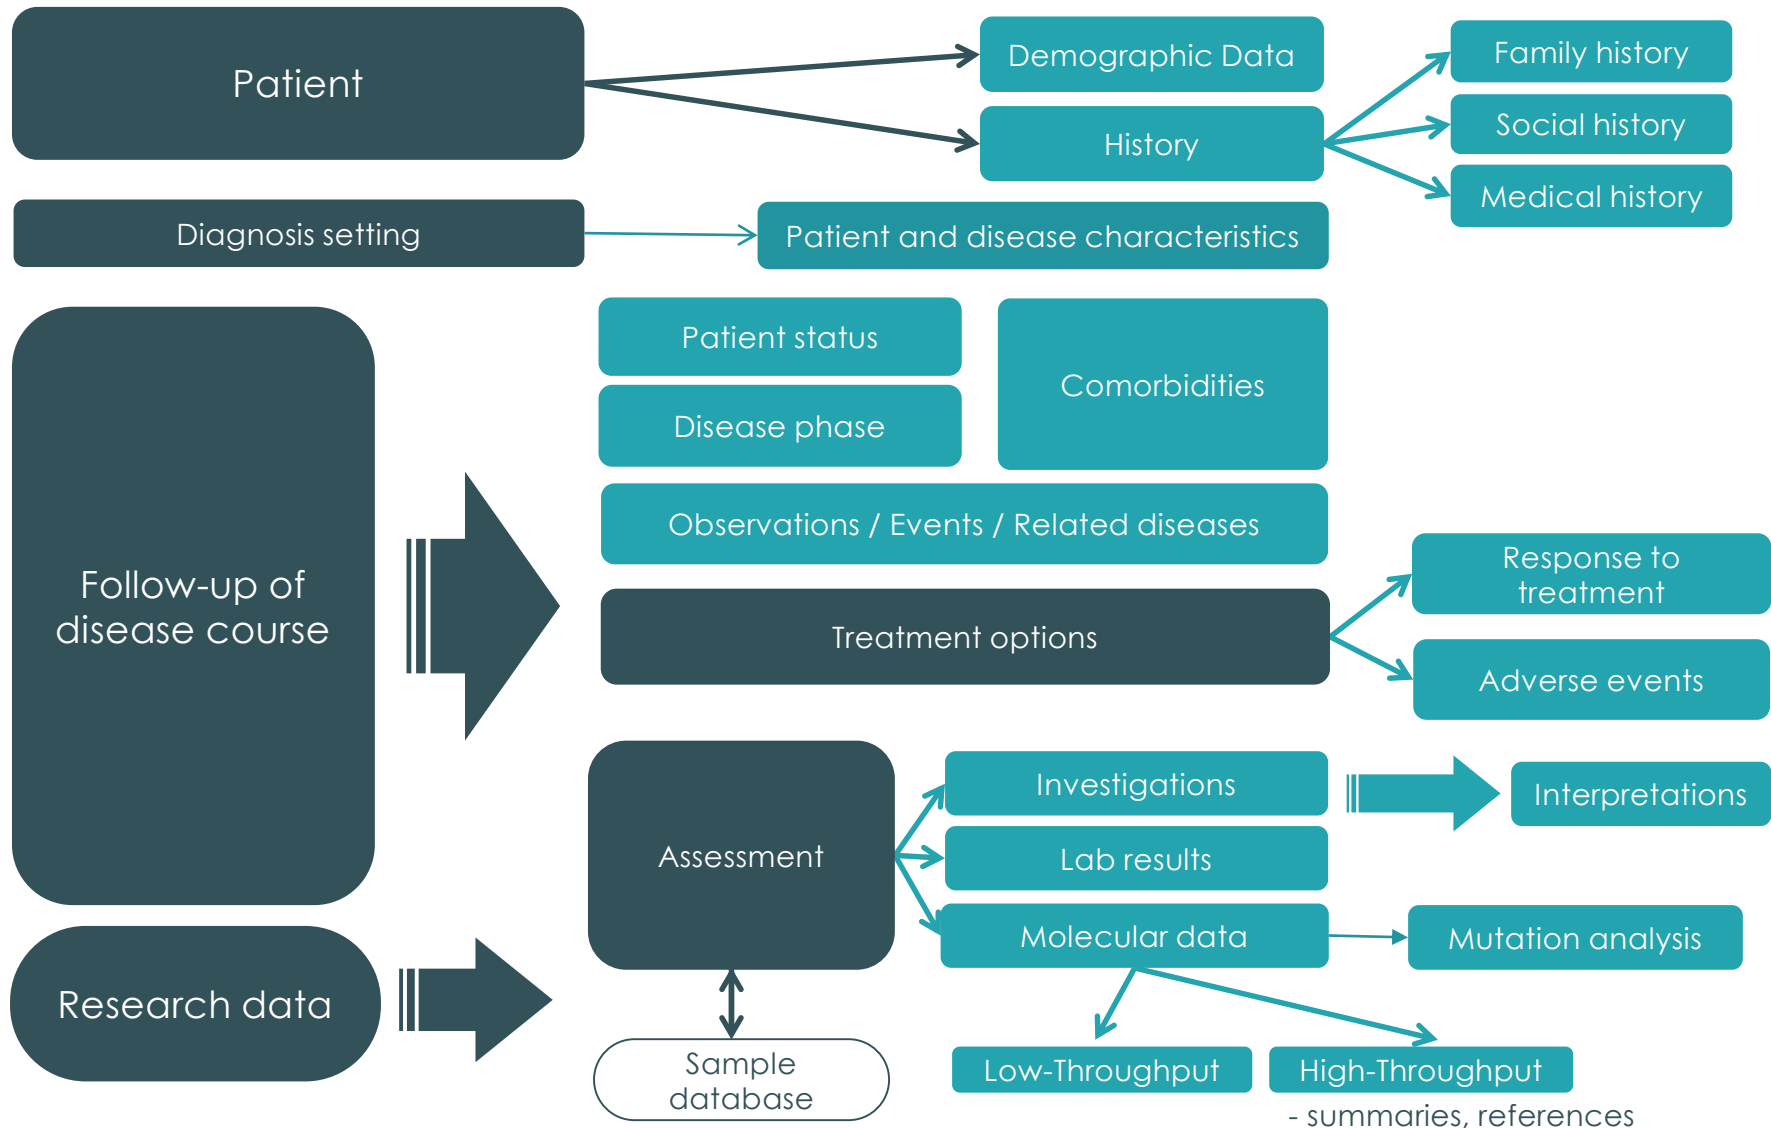 Patient
Demographic Data
History
Family history
Social history
Medical history
Diagnosis setting
Patient and disease characteristics
Follow-up of
disease course
Patient status
Disease phase
Comorbidities
Observations / Events / Related diseases
Treatment options
Response to
treatment
Adverse events
Assessment
Investigations
Interpretations
Lab results
Molecular data
Mutation analysis
Research data
Sample
database
Low-Throughput
High-Throughput
- summaries, references